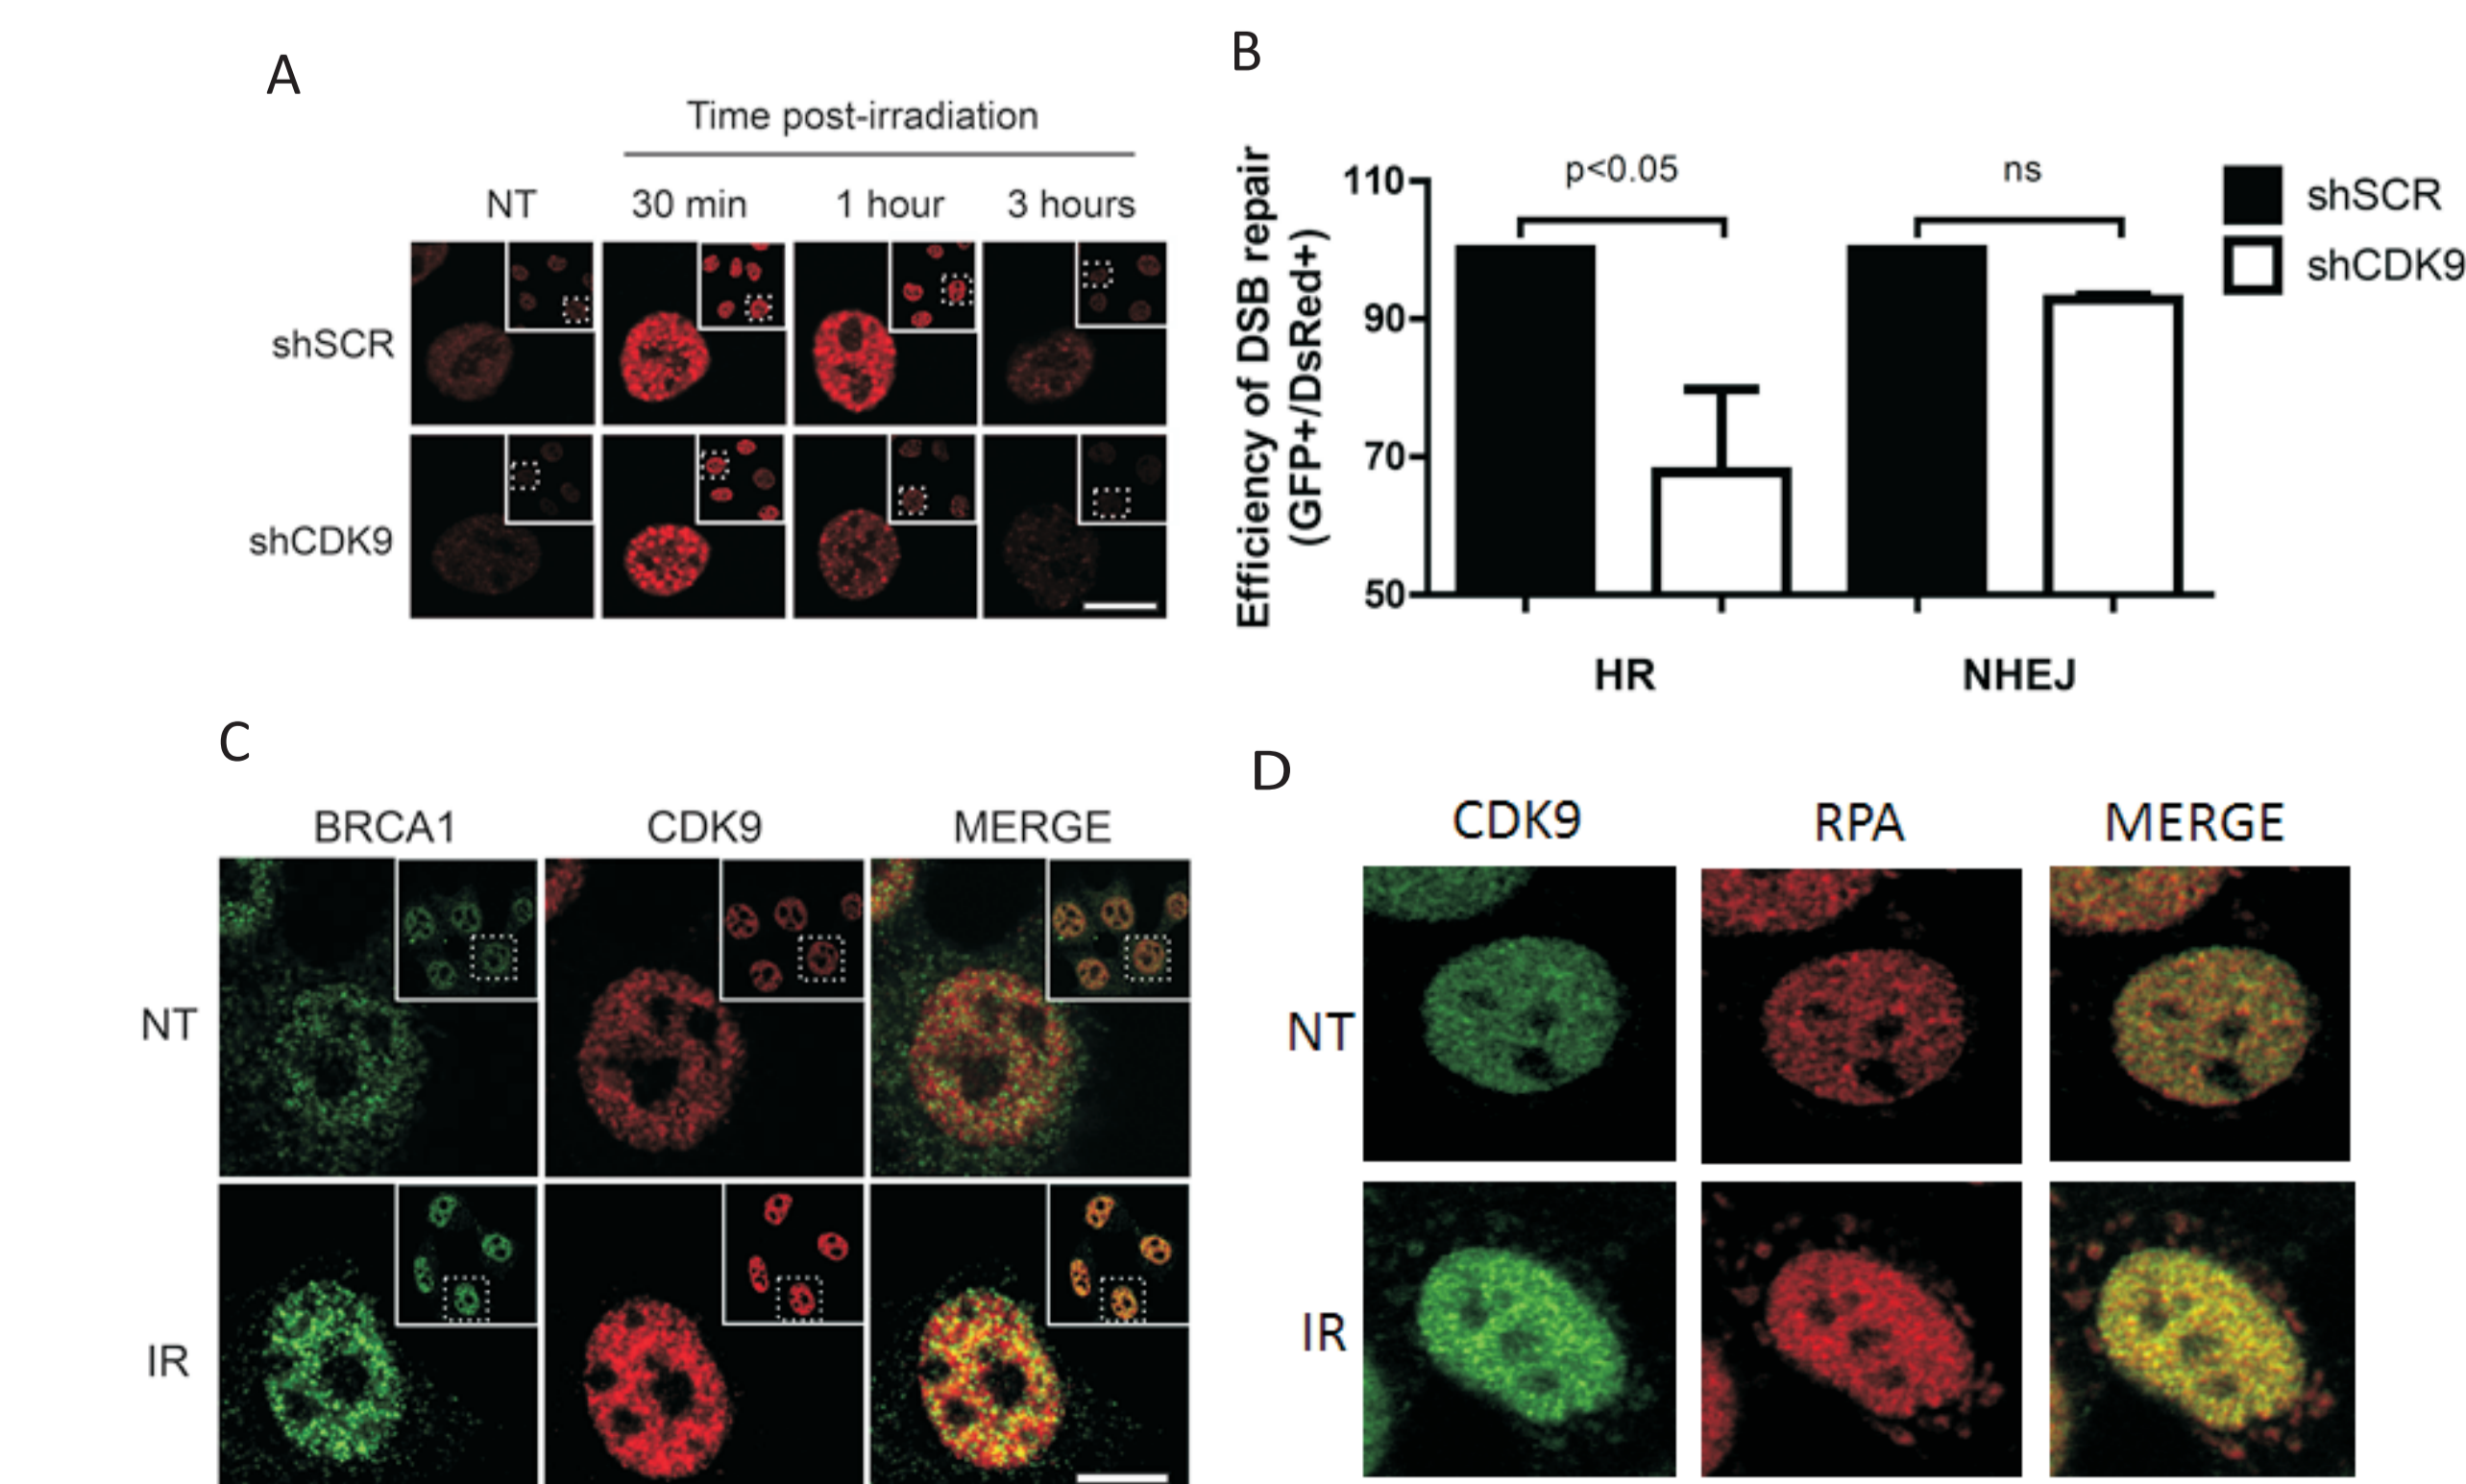 A
Time post-irradiation
NT 30 min 1 hour 3 hours
shSCR
shCDK9
B
Efficiency of DSB repair
(GFP+/DsRed+)
110
90
70
50
p<0.05
ns
shSCR
shCDK9
HR NHEJ
C
BRCA1 CDK9 MERGE
NT
IR
D
CDK9 RPA MERGE
NT
IR